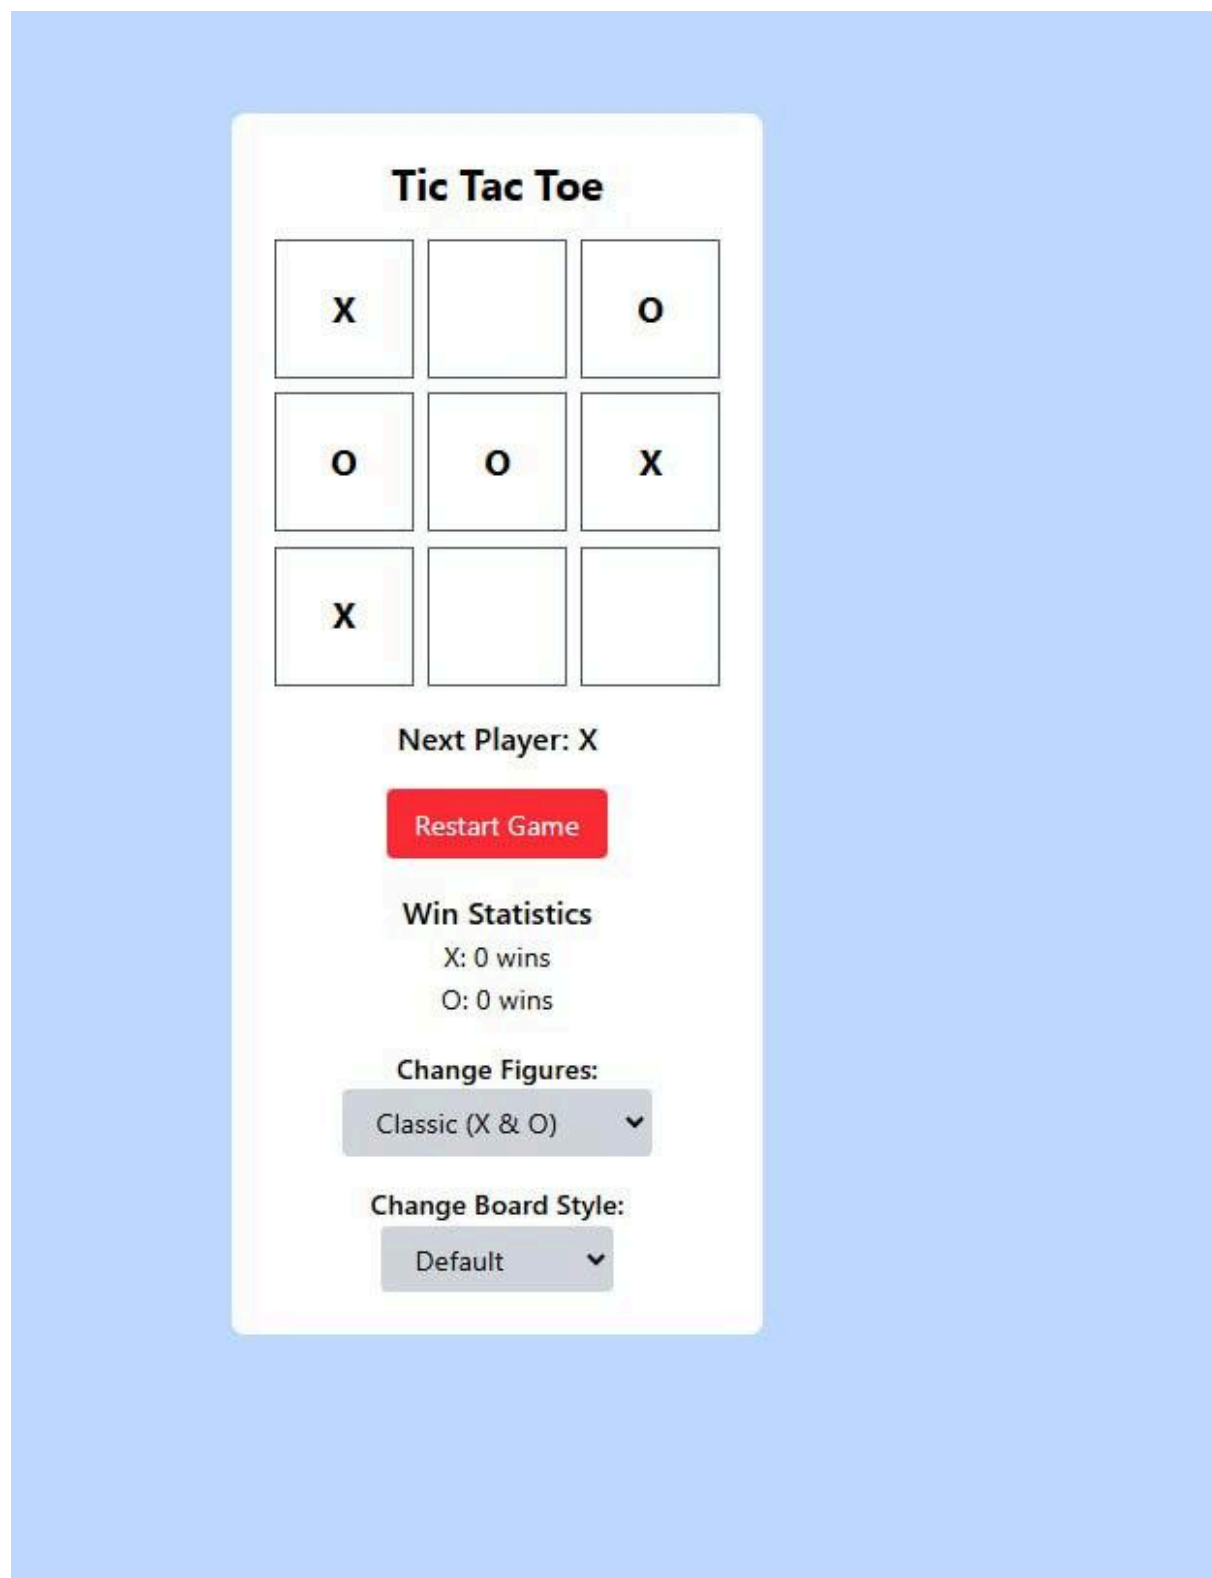 Tic Tac Toe
X O
O O X
X
Next Player: X
Restart Game
Win Statistics
X: 0 wins
O: 0 wins
Change Figures:
Classic (X & O)
Change Board Style:
Default